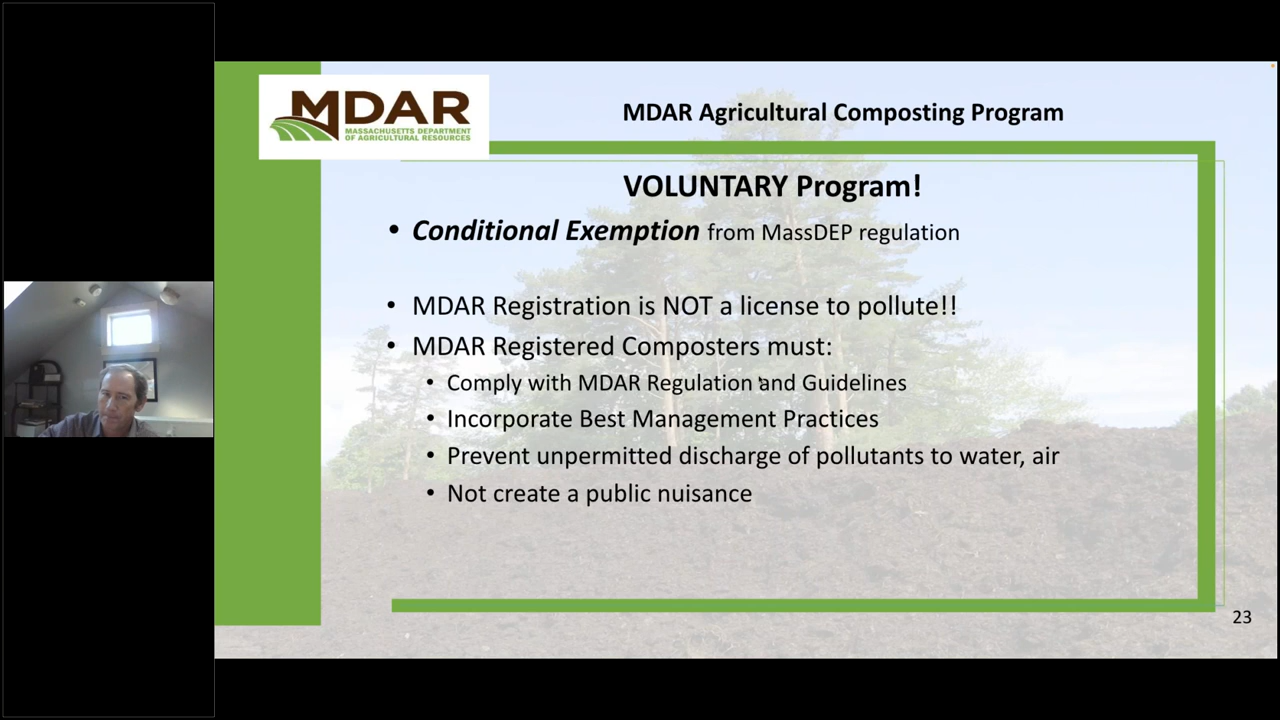 MDAR
MASSACHUSETTS DEPARTMENT
OF AGRICULTURAL RESOURCES
MDAR Agricultural Composting Program
VOLUNTARY Program!
• Conditional Exemption from MassDEP regulation
• MDAR Registration is NOT a license to pollute!!
• MDAR Registered Composters must:
• Comply with MDAR Regulation and Guidelines
• Incorporate Best Management Practices
• Prevent unpermitted discharge of pollutants to water, air
• Not create a public nuisance
23